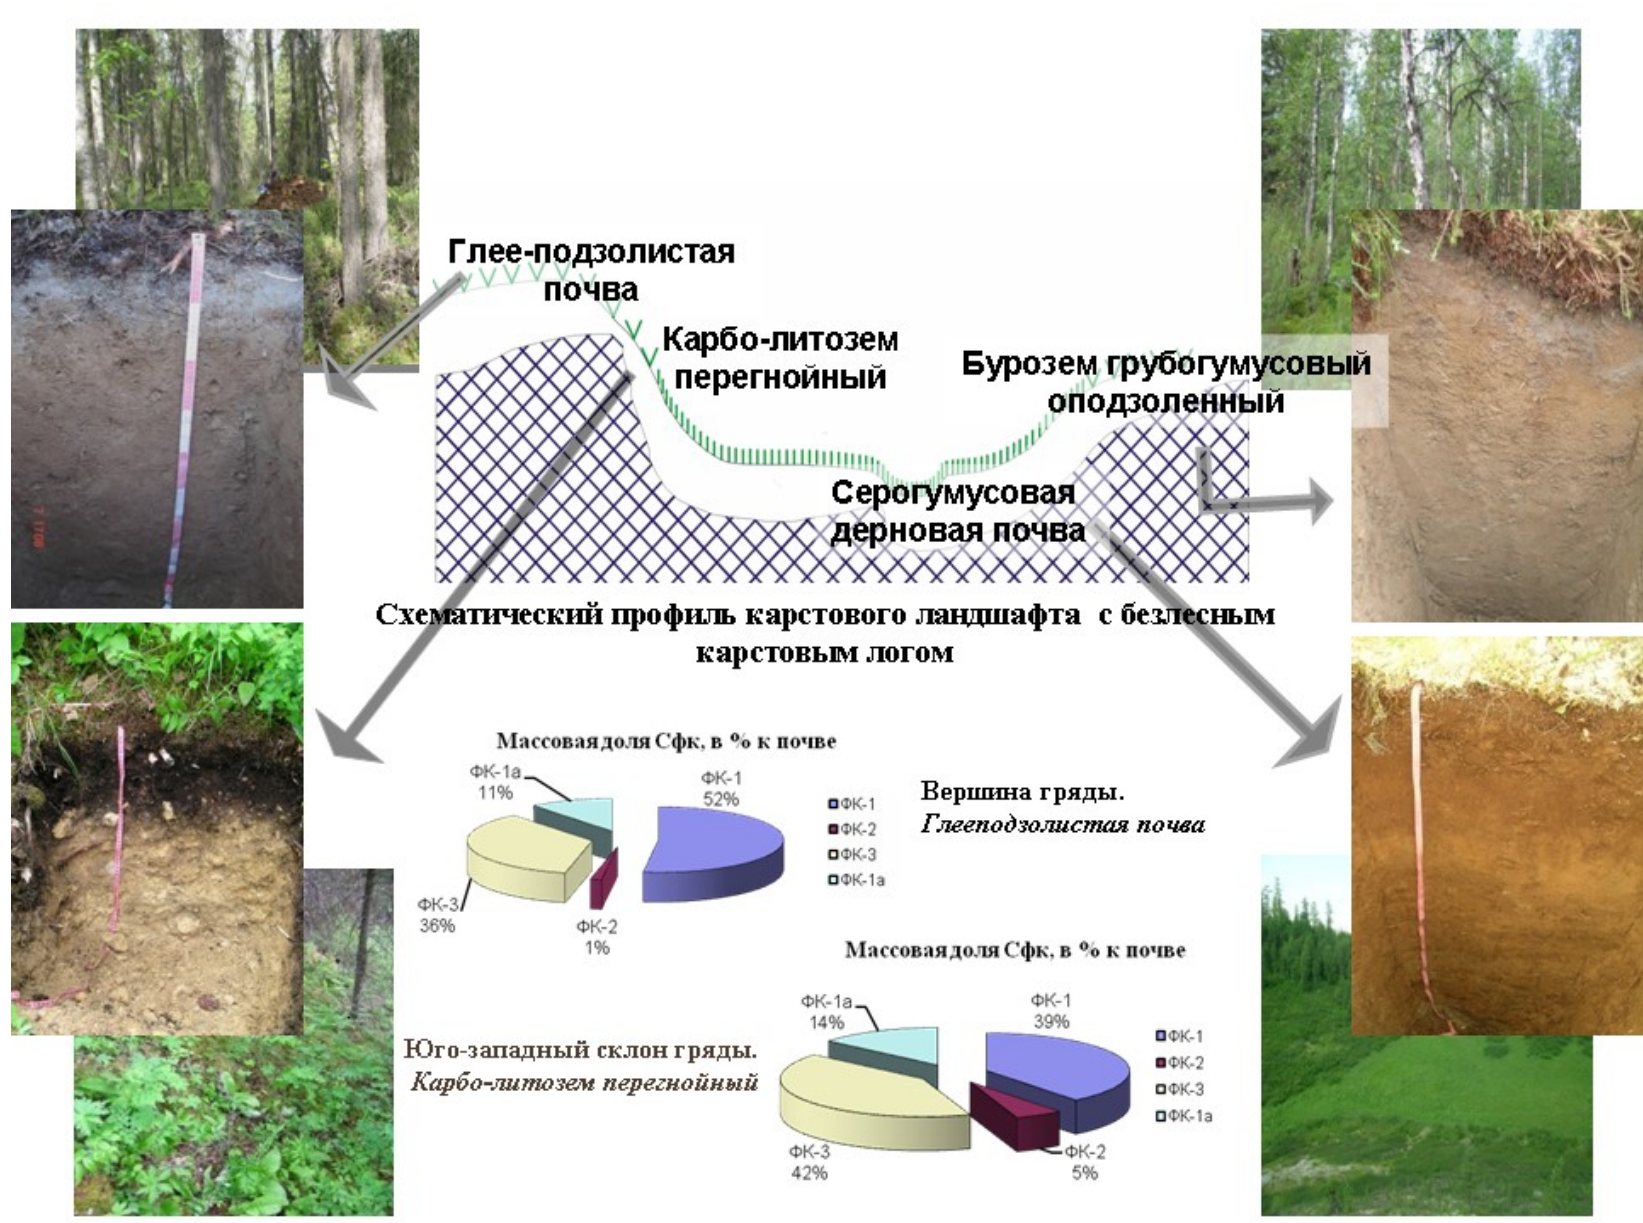 Глее-подзолистая
почва
Карбо-литозем
перегнойный
Бурозем грубогумусовый
оподзоленный
Серогумусовая
дерновая почва
Схематический профиль карстового ландшафта с безлесным
карстовым логом
Массовая доля Сфк, в % к почве
ФК-1а
11%
ФК-1
52%
ФК-3
36%
ФК-2
1%
ФК-1
ФК-2
ФК-3
ФК-1а
Вершина гряды.
Глееподзолистая почва
Массовая доля Сфк, в % к почве
ФК-1а
14%
ФК-1
39%
ФК-3
42%
ФК-2
5%
ФК-1
ФК-2
ФК-3
ФК-1а
Юго-западный склон гряды.
Карбо-литозем перегнойный